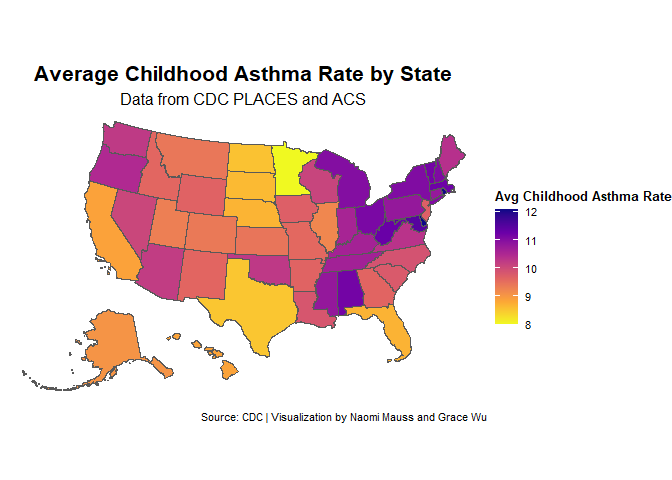 Average Childhood Asthma Rate by State
Data from CDC PLACES and ACS
Avg Childhood Asthma Rate
12
11
10
9
8
Source: CDC | Visualization by Naomi Mauss and Grace Wu